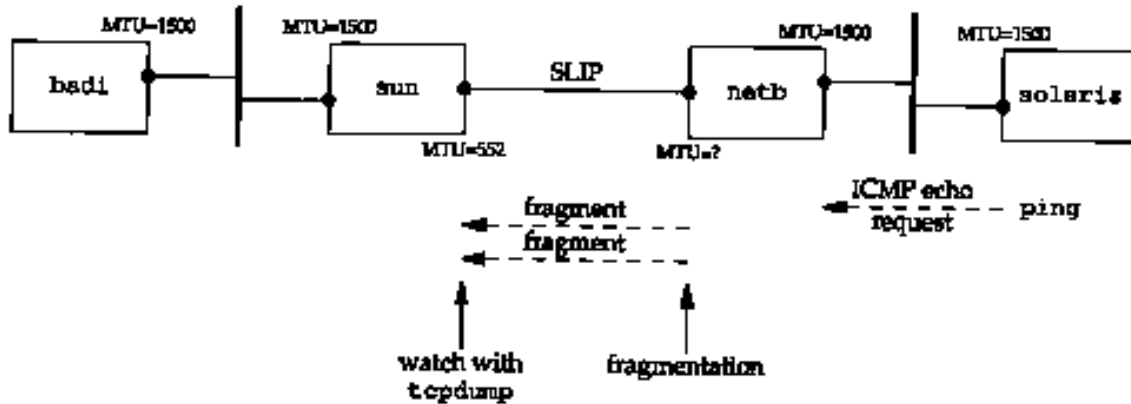 MTU=1500
MTU=1500
MTU=1500
MTU=1500
bsdi
sun
SLIP
netb
solaris
MTU=552
MTU=?
ICMP echo
request
ping
fragment
fragment
watch with
tcpdump
fragmentation